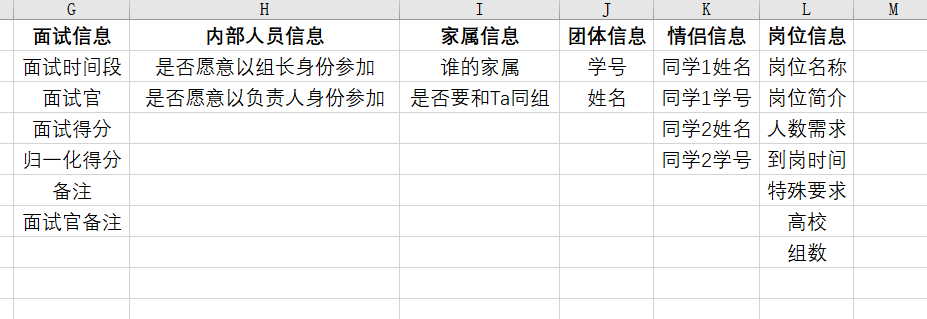 G H I J K L M
面试信息 内部人员信息 家属信息 团体信息 情侣信息 岗位信息
面试时间段 是否愿意以组长身份参加 谁的家属 学号 同学1姓名 岗位名称
面试官 是否愿意以负责人身份参加 是否要和Ta同组 姓名 同学1学号 岗位简介
面试得分 同学2姓名 人数需求
归一化得分 同学2学号 到岗时间
备注 特殊要求
面试官备注 高校
组数